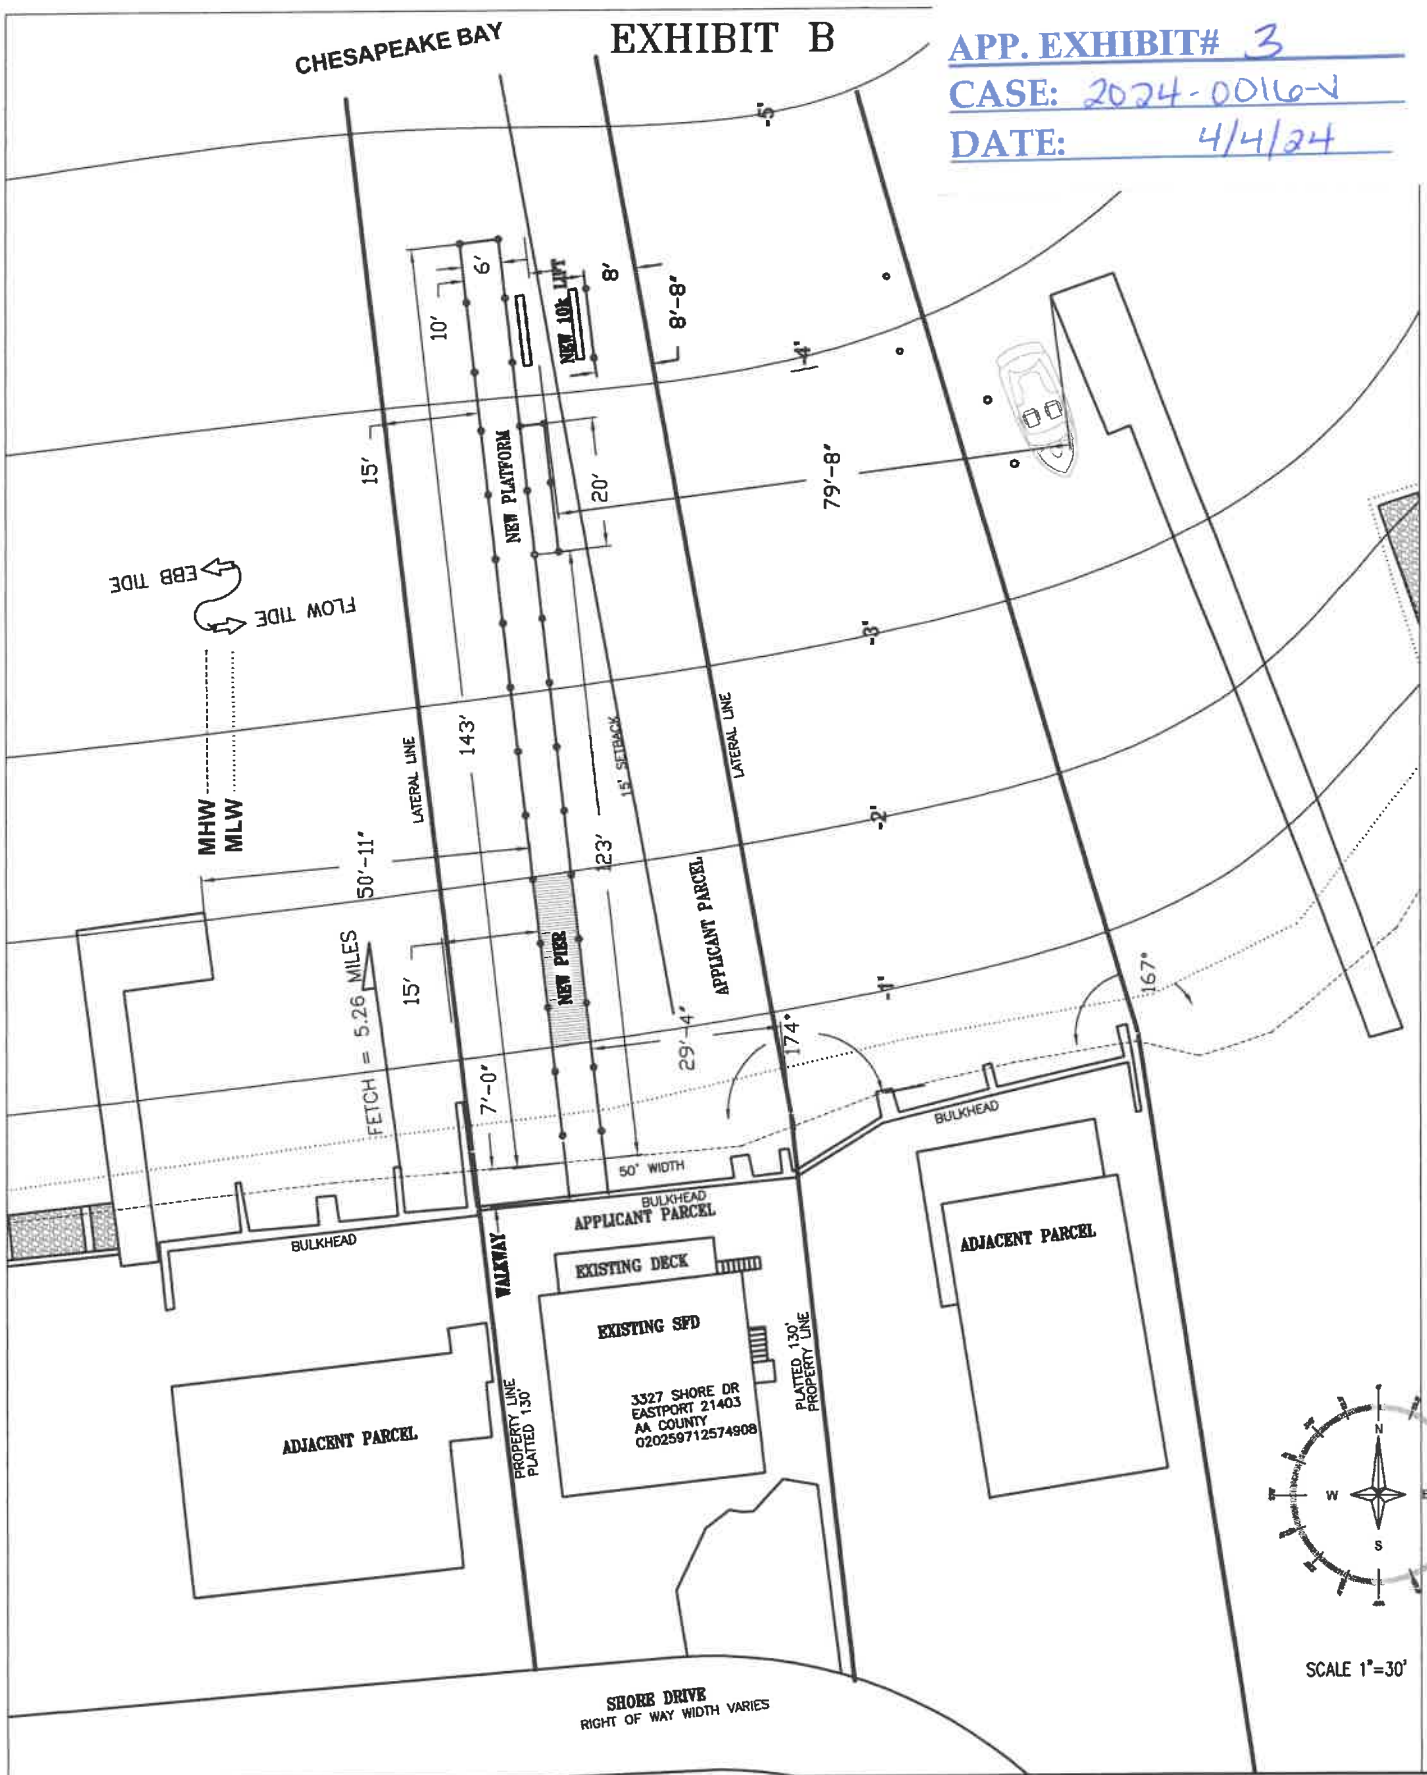 CHESAPEAKE BAY
EXHIBIT B
APP. EXHIBIT# 3
CASE: 2024-0016-V
DATE: 4/4/24
-5'
6'
10'
NEW 10k LIFT
8'
8'-8"
-4'
15'
NEW PLATFORM
20'
79'-8"
EBB TIDE
FLOW TIDE
-3'
MHW
MLW
LATERAL LINE
143'
15' SETBACK
LATERAL LINE
50'-11"
123'
-2'
APPLICANT PARCEL
FETCH = 5.26 MILES
15'
NEW PIER
-1'
167°
29'-4"
174°
7'-0"
BULKHEAD
50' WIDTH
BULKHEAD
APPLICANT PARCEL
BULKHEAD
WALKWAY
EXISTING DECK
ADJACENT PARCEL
EXISTING SFD
3327 SHORE DR
EASTPORT 21403
AA COUNTY
020259712574908
PLATTED 130'
PROPERTY LINE
PROPERTY LINE
PLATTED 130'
ADJACENT PARCEL
N
W
E
S
SCALE 1"=30'
SHORE DRIVE
RIGHT OF WAY WIDTH VARIES